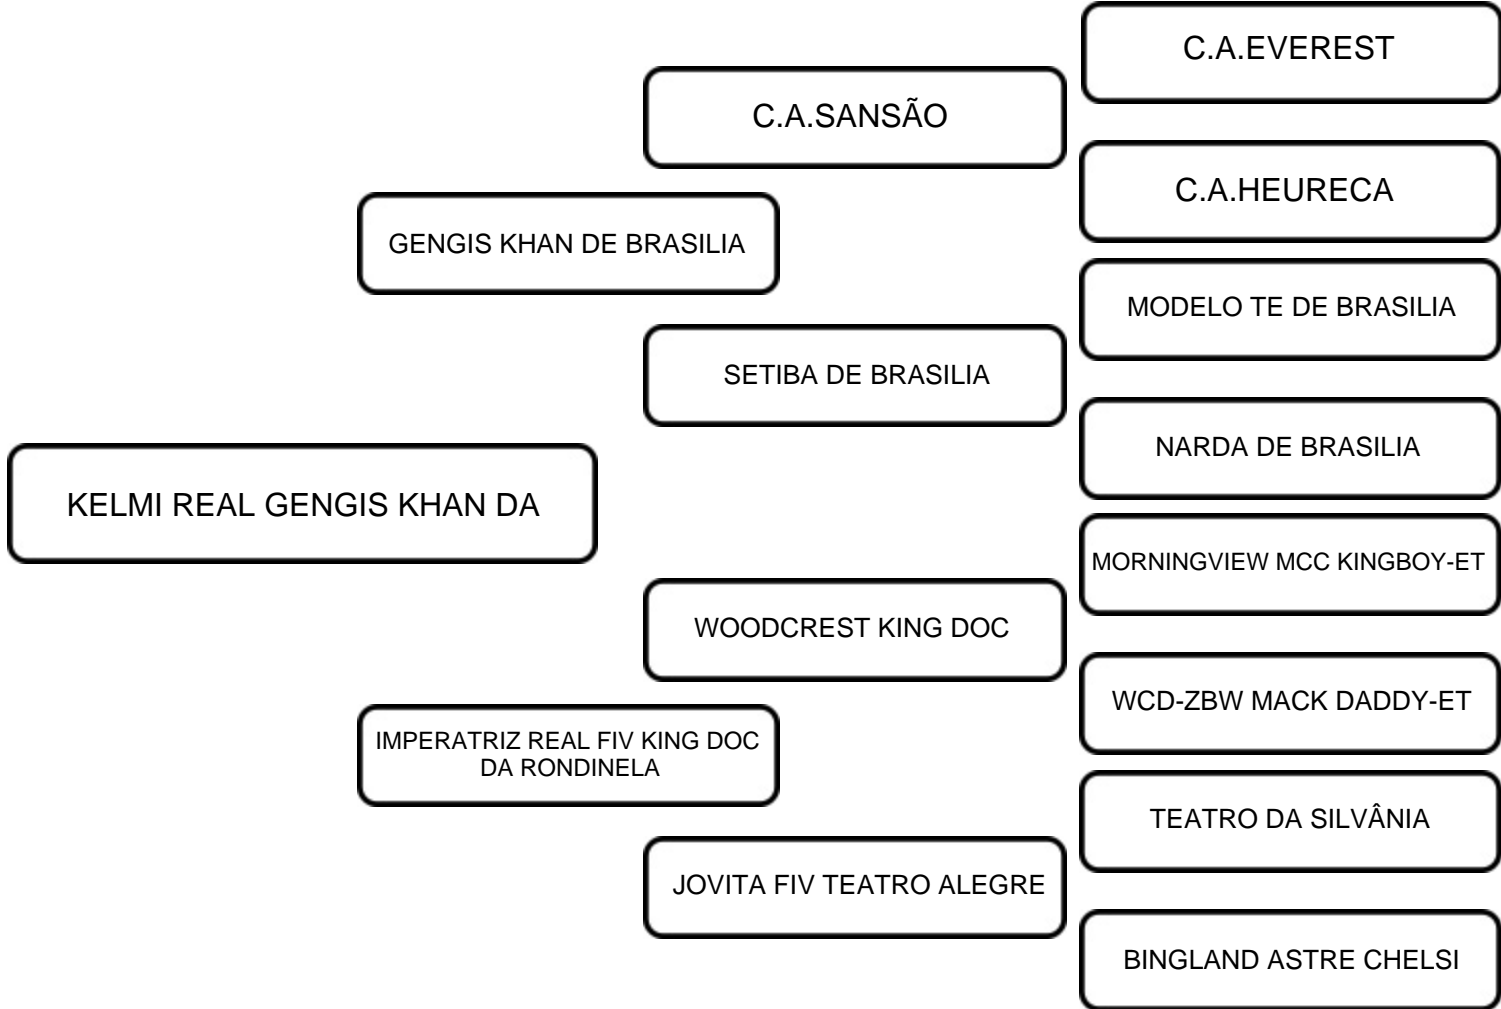 C.A.EVEREST
C.A.SANSÃO
C.A.HEURECA
GENGIS KHAN DE BRASILIA
MODELO TE DE BRASILIA
SETIBA DE BRASILIA
NARDA DE BRASILIA
KELMI REAL GENGIS KHAN DA
MORNINGVIEW MCC KINGBOY-ET
WOODCREST KING DOC
WCD-ZBW MACK DADDY-ET
IMPERATRIZ REAL FIV KING DOC
DA RONDINELA
TEATRO DA SILVÂNIA
JOVITA FIV TEATRO ALEGRE
BINGLAND ASTRE CHELSI